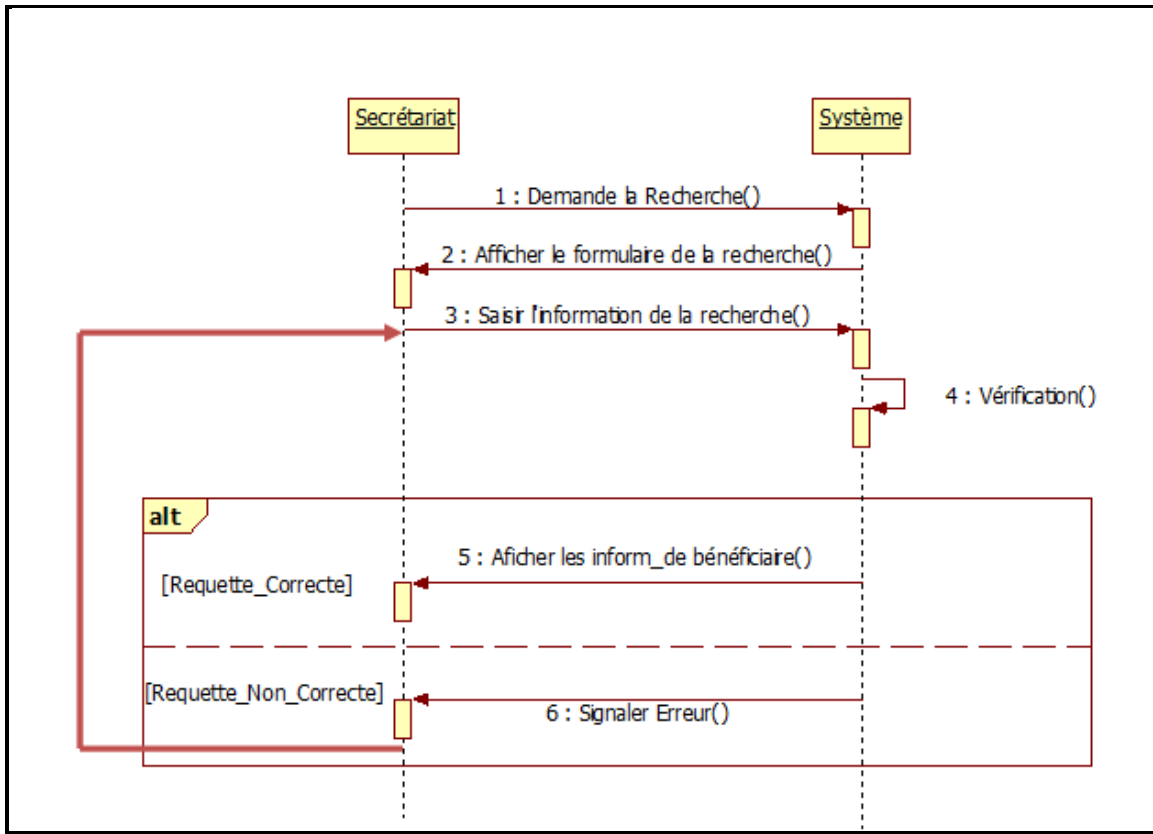 Secrétariat
Système
1 : Demande la Recherche()
2 : Afficher le formulaire de la recherche()
3 : Saisir l'information de la recherche()
4 : Vérification()
alt
5 : Aficher les inform_de bénéficiaire()
[Requette_Correcte]
[Requette_Non_Correcte]
6 : Signaler Erreur()